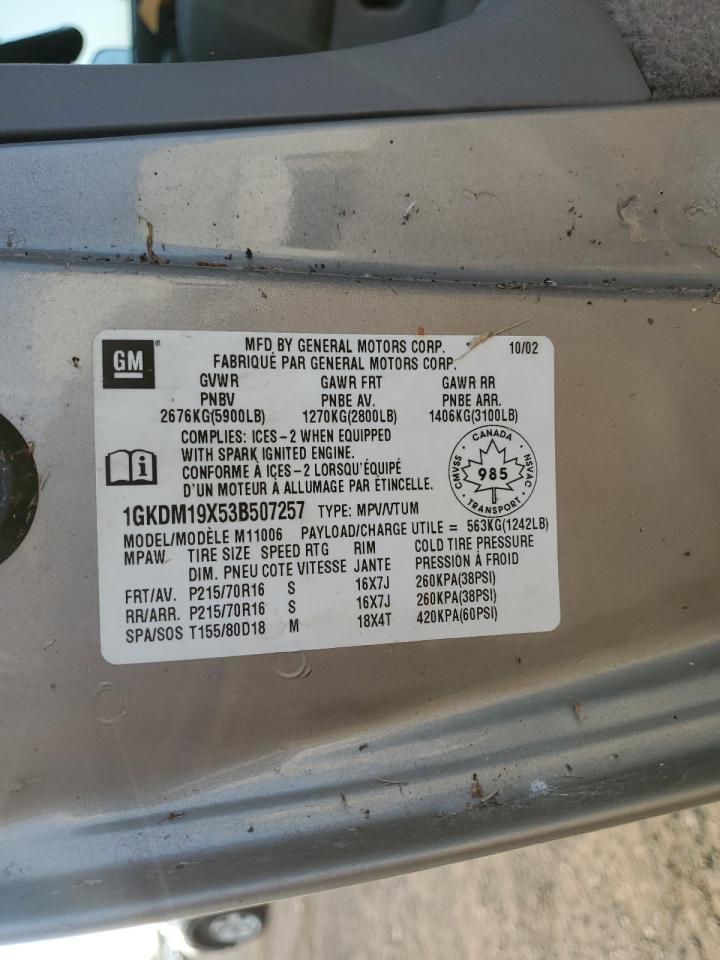 GM ® MFD BY GENERAL MOTORS CORP. 10/02
FABRIQUÉ PAR GENERAL MOTORS CORP.
GVWR GAWR FRT GAWR RR
PNBV PNBE AV. PNBE ARR.
2676KG(5900LB) 1270KG(2800LB) 1406KG(3100LB)
COMPLIES: ICES-2 WHEN EQUIPPED
WITH SPARK IGNITED ENGINE.
CONFORME À ICES-2 LORSQU'ÉQUIPÉ
D'UN MOTEUR À ALLUMAGE PAR ÉTINCELLE.
CANADA
CMVSS 985 NSVAC
TRANSPORT
1GKDM19X53B507257 TYPE: MPV/VTUM
MODEL/MODÈLE M11006 PAYLOAD/CHARGE UTILE = 563KG(1242LB)
MPAW TIRE SIZE SPEED RTG RIM COLD TIRE PRESSURE
DIM. PNEU COTE VITESSE JANTE PRESSION À FROID
FRT/AV. P215/70R16 S 16X7J 260KPA(38PSI)
RR/ARR. P215/70R16 S 16X7J 260KPA(38PSI)
SPA/SOS T155/80D18 M 18X4T 420KPA(60PSI)